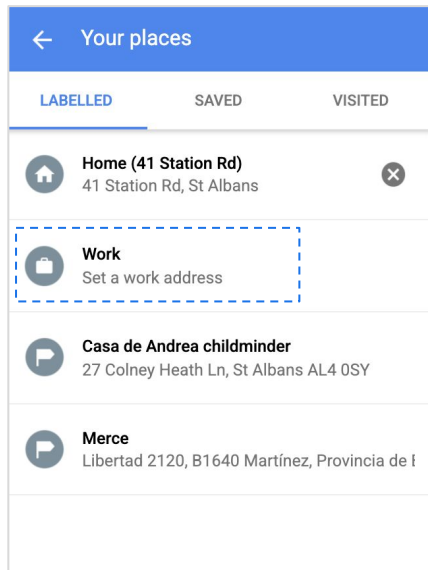 Your places
LABELLED SAVED VISITED
Home (41 Station Rd)
41 Station Rd, St Albans
Work
Set a work address
Casa de Andrea childminder
27 Colney Heath Ln, St Albans AL4 0SY
Merce
Libertad 2120, B1640 Martínez, Provincia de